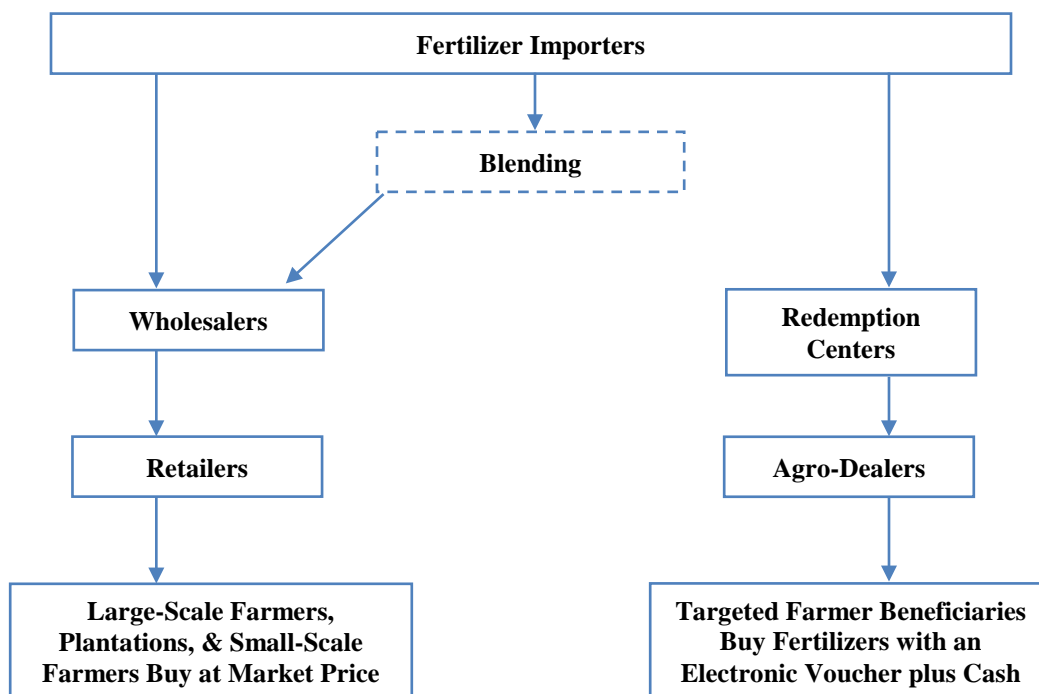 Fertilizer Importers
Blending
Wholesalers
Redemption
Centers
Retailers
Agro-Dealers
Large-Scale Farmers,
Plantations, & Small-Scale
Farmers Buy at Market Price
Targeted Farmer Beneficiaries
Buy Fertilizers with an
Electronic Voucher plus Cash